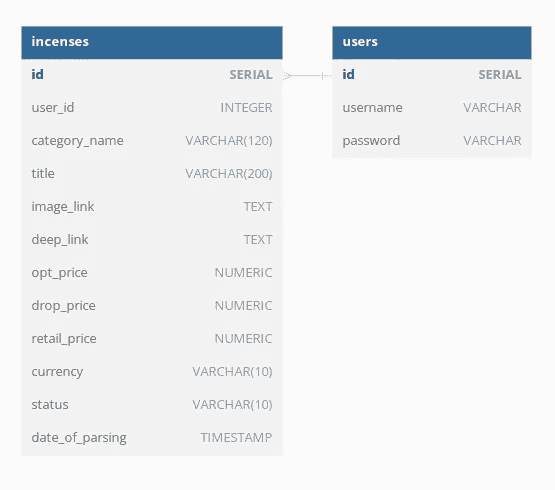 incenses
id SERIAL
user_id INTEGER
category_name VARCHAR(120)
title VARCHAR(200)
image_link TEXT
deep_link TEXT
opt_price NUMERIC
drop_price NUMERIC
retail_price NUMERIC
currency VARCHAR(10)
status VARCHAR(10)
date_of_parsing TIMESTAMP
users
id SERIAL
username VARCHAR
password VARCHAR